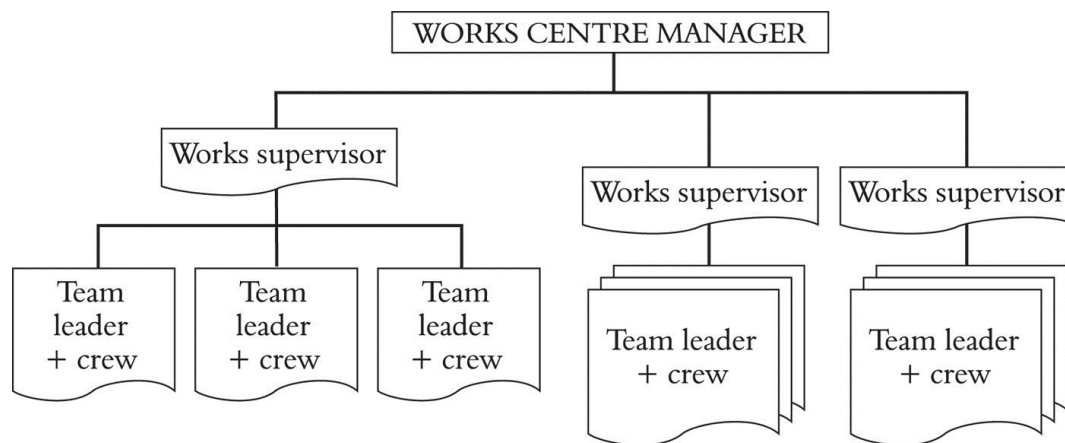 WORKS CENTRE MANAGER
Works supervisor
Works supervisor
Works supervisor
Team
leader
+ crew
Team
leader
+ crew
Team
leader
+ crew
Team leader
+ crew
Team leader
+ crew